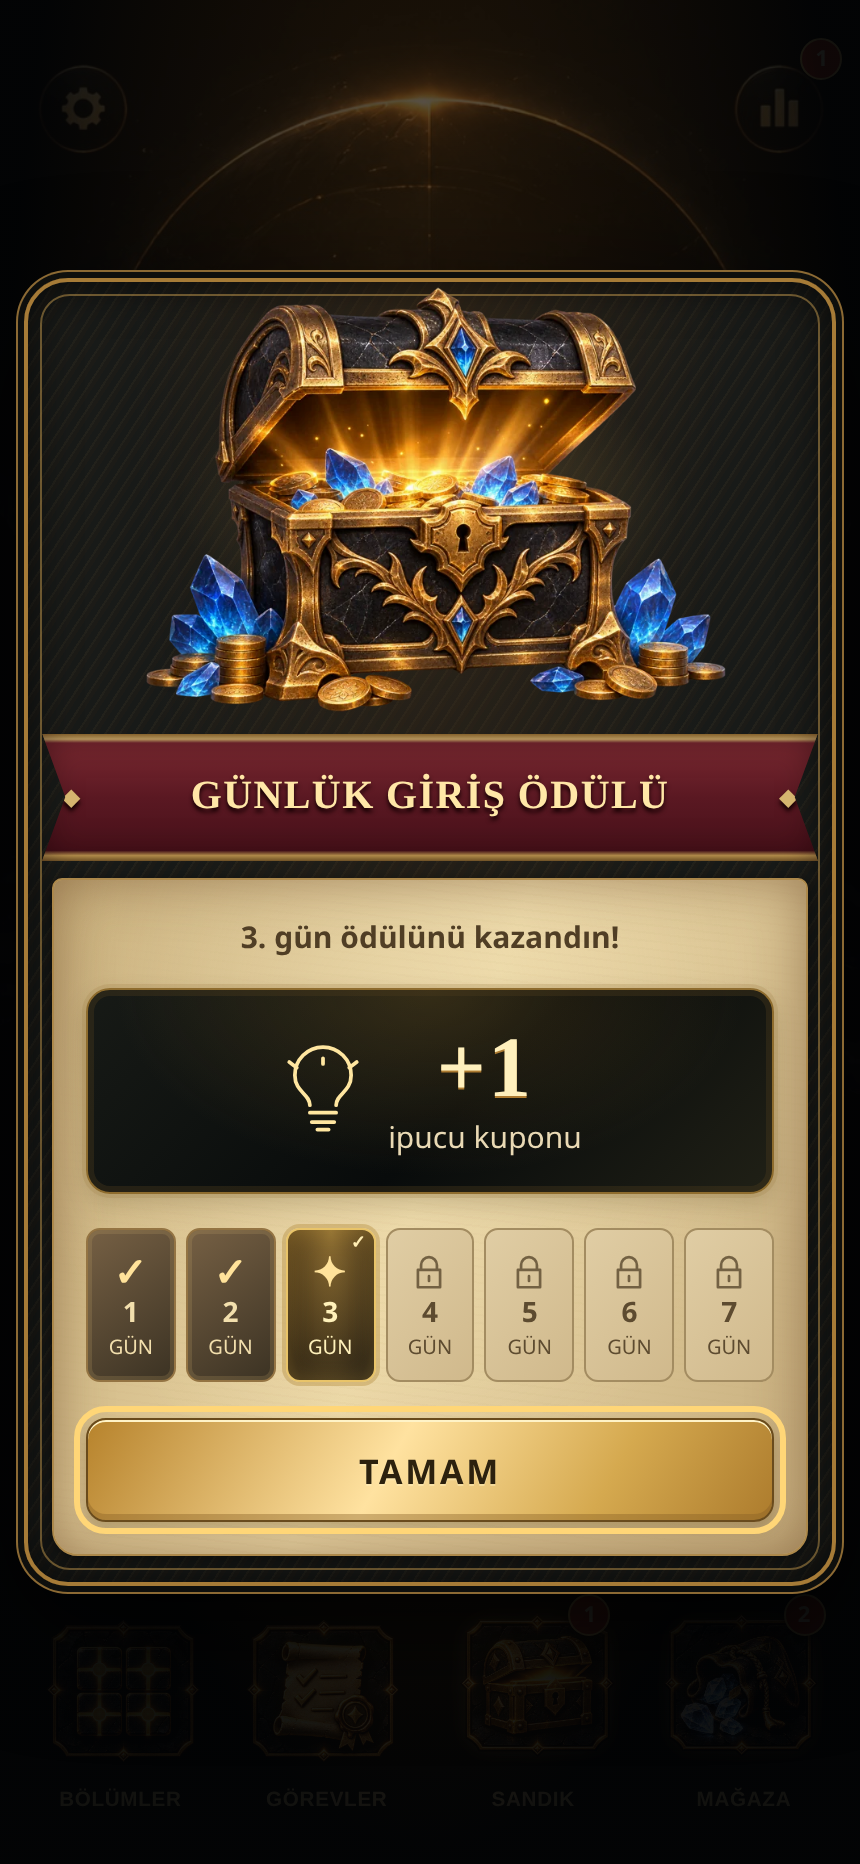 1
GÜNLÜK GİRİŞ ÖDÜLÜ
3. gün ödülünü kazandın!
+1
ipucu kuponu
1 2 3 4 5 6 7
GÜN GÜN GÜN GÜN GÜN GÜN GÜN
TAMAM
1 2
BÖLÜMLER GÖREVLER SANDIK MAĞAZA